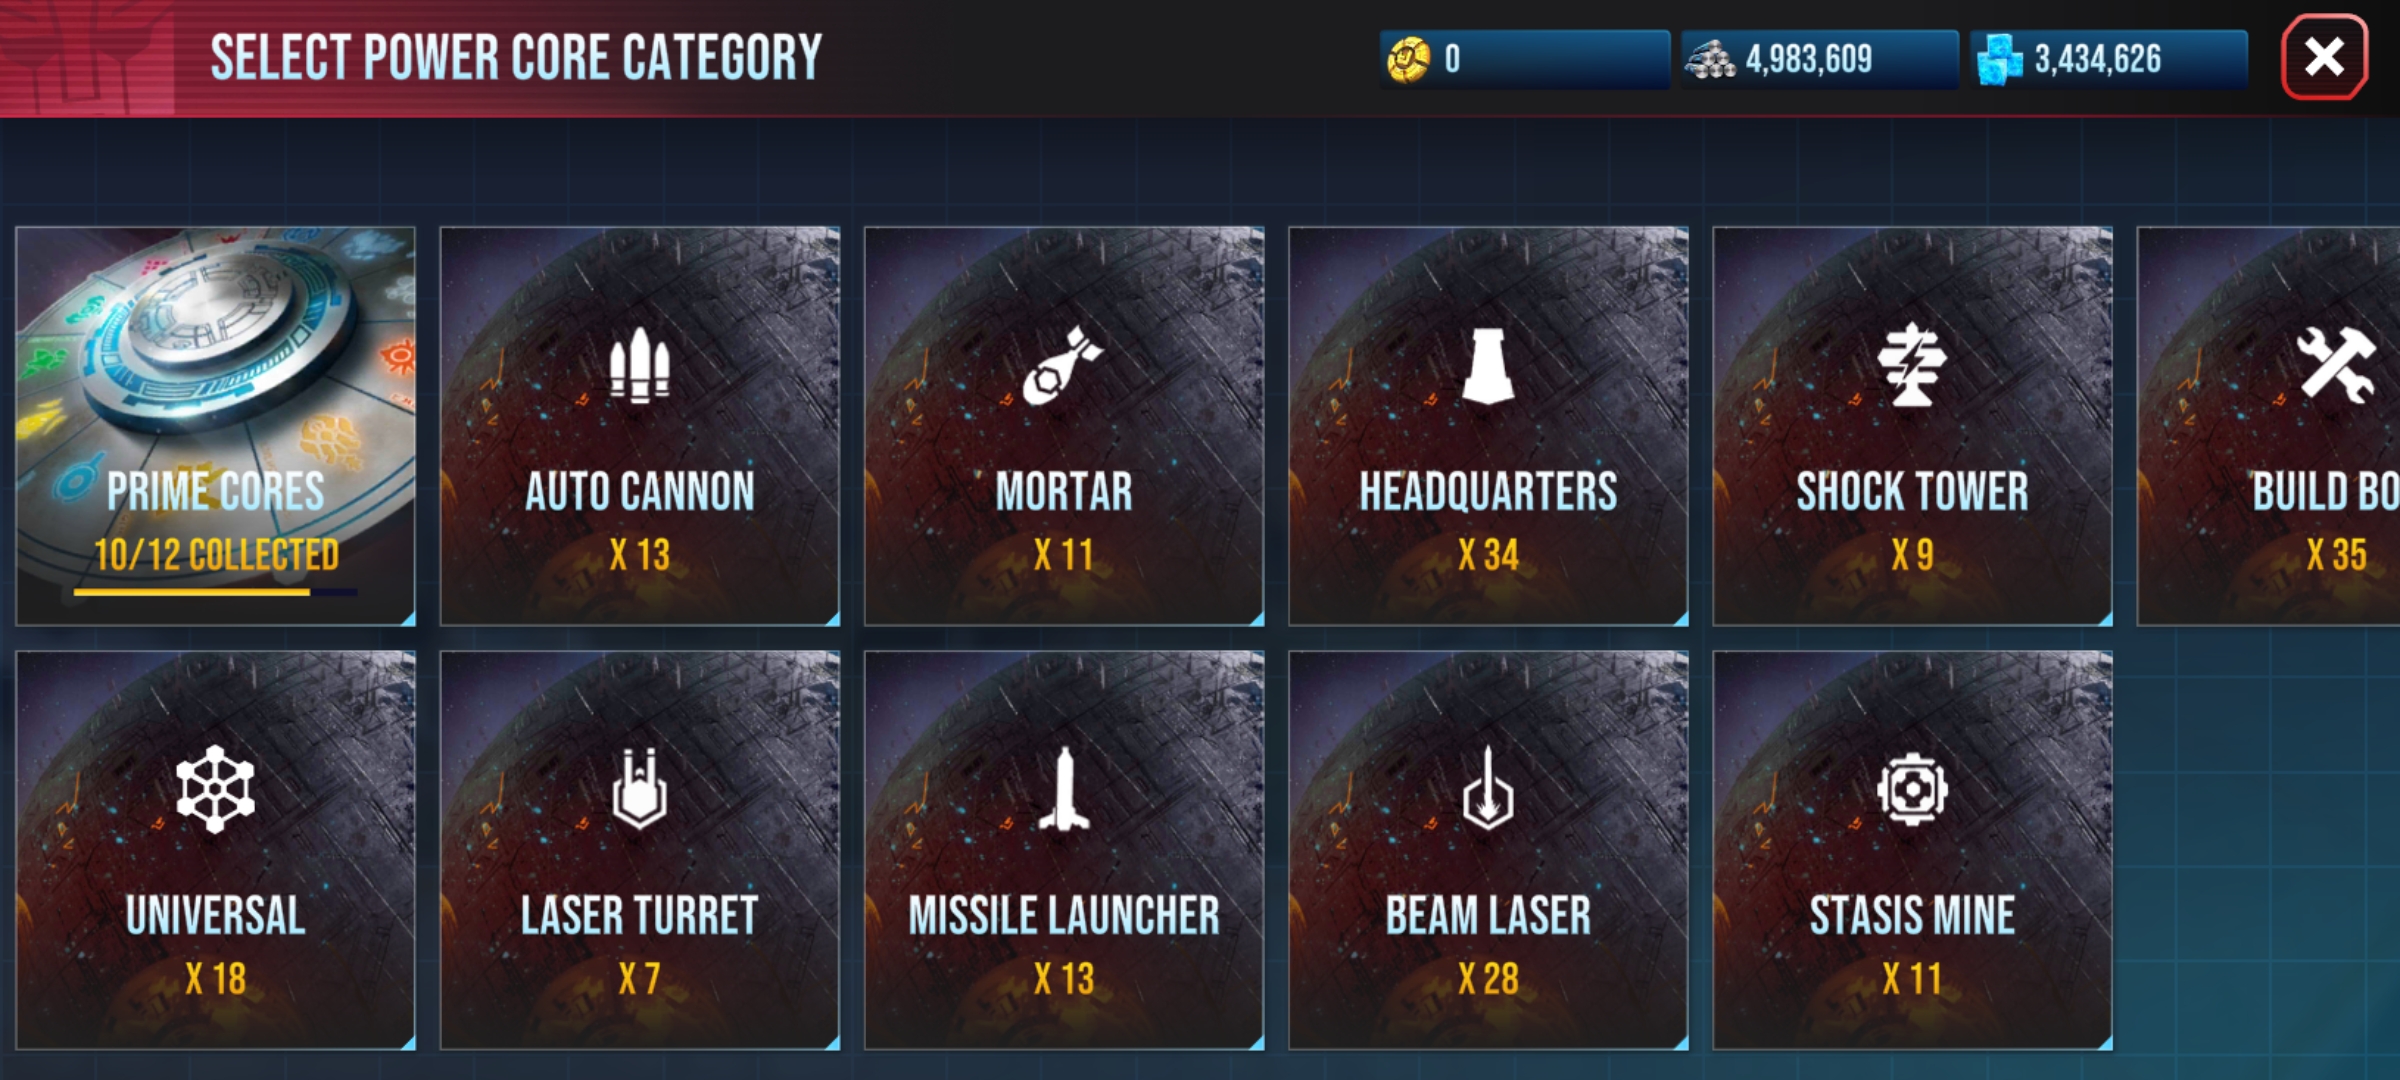 SELECT POWER CORE CATEGORY
0
4,983,609
3,434,626
PRIME CORES
10/12 COLLECTED
AUTO CANNON
X 13
MORTAR
X 11
HEADQUARTERS
X 34
SHOCK TOWER
X 9
BUILD BO
X 35
UNIVERSAL
X 18
LASER TURRET
X 7
MISSILE LAUNCHER
X 13
BEAM LASER
X 28
STASIS MINE
X 11